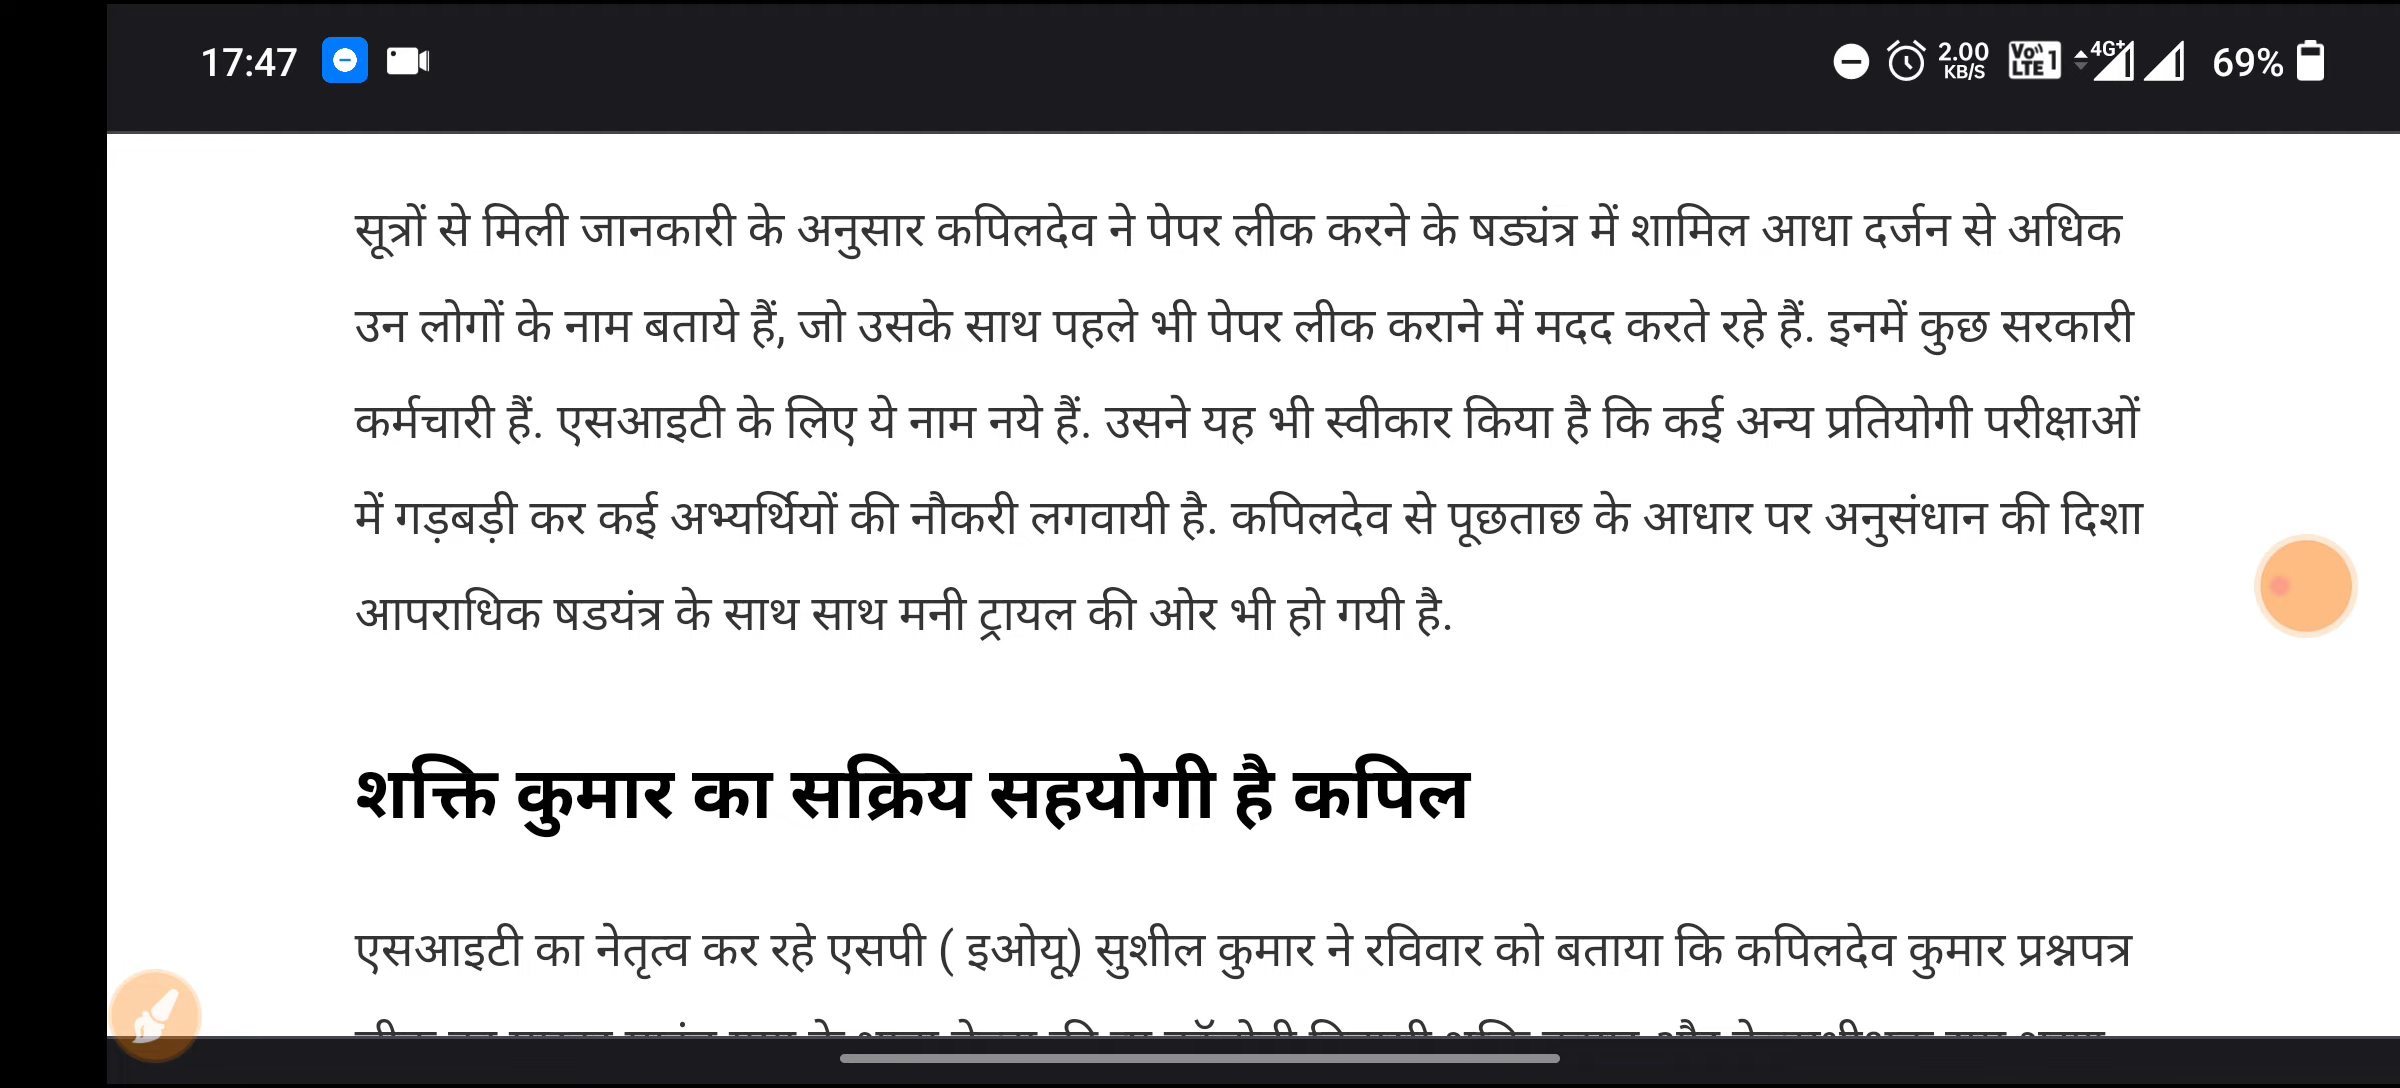 17:47
2.00 KB/S VoLTE 1 4G+ 69%
सूत्रों से मिली जानकारी के अनुसार कपिलदेव ने पेपर लीक करने के षड्यंत्र में शामिल आधा दर्जन से अधिक
उन लोगों के नाम बताये हैं, जो उसके साथ पहले भी पेपर लीक कराने में मदद करते रहे हैं. इनमें कुछ सरकारी
कर्मचारी हैं. एसआइटी के लिए ये नाम नये हैं. उसने यह भी स्वीकार किया है कि कई अन्य प्रतियोगी परीक्षाओं
में गड़बड़ी कर कई अभ्यर्थियों की नौकरी लगवायी है. कपिलदेव से पूछताछ के आधार पर अनुसंधान की दिशा
आपराधिक षडयंत्र के साथ साथ मनी ट्रायल की ओर भी हो गयी है.
शक्ति कुमार का सक्रिय सहयोगी है कपिल
एसआइटी का नेतृत्व कर रहे एसपी ( इओयू) सुशील कुमार ने रविवार को बताया कि कपिलदेव कुमार प्रश्नपत्र